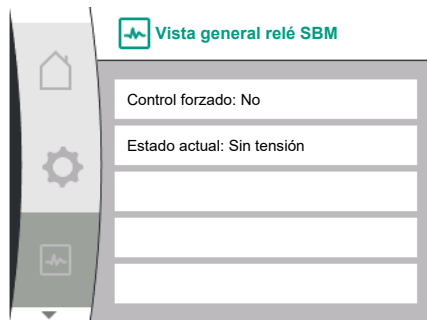 Vista general relé SBM
Control forzado: No
Estado actual: Sin tensión